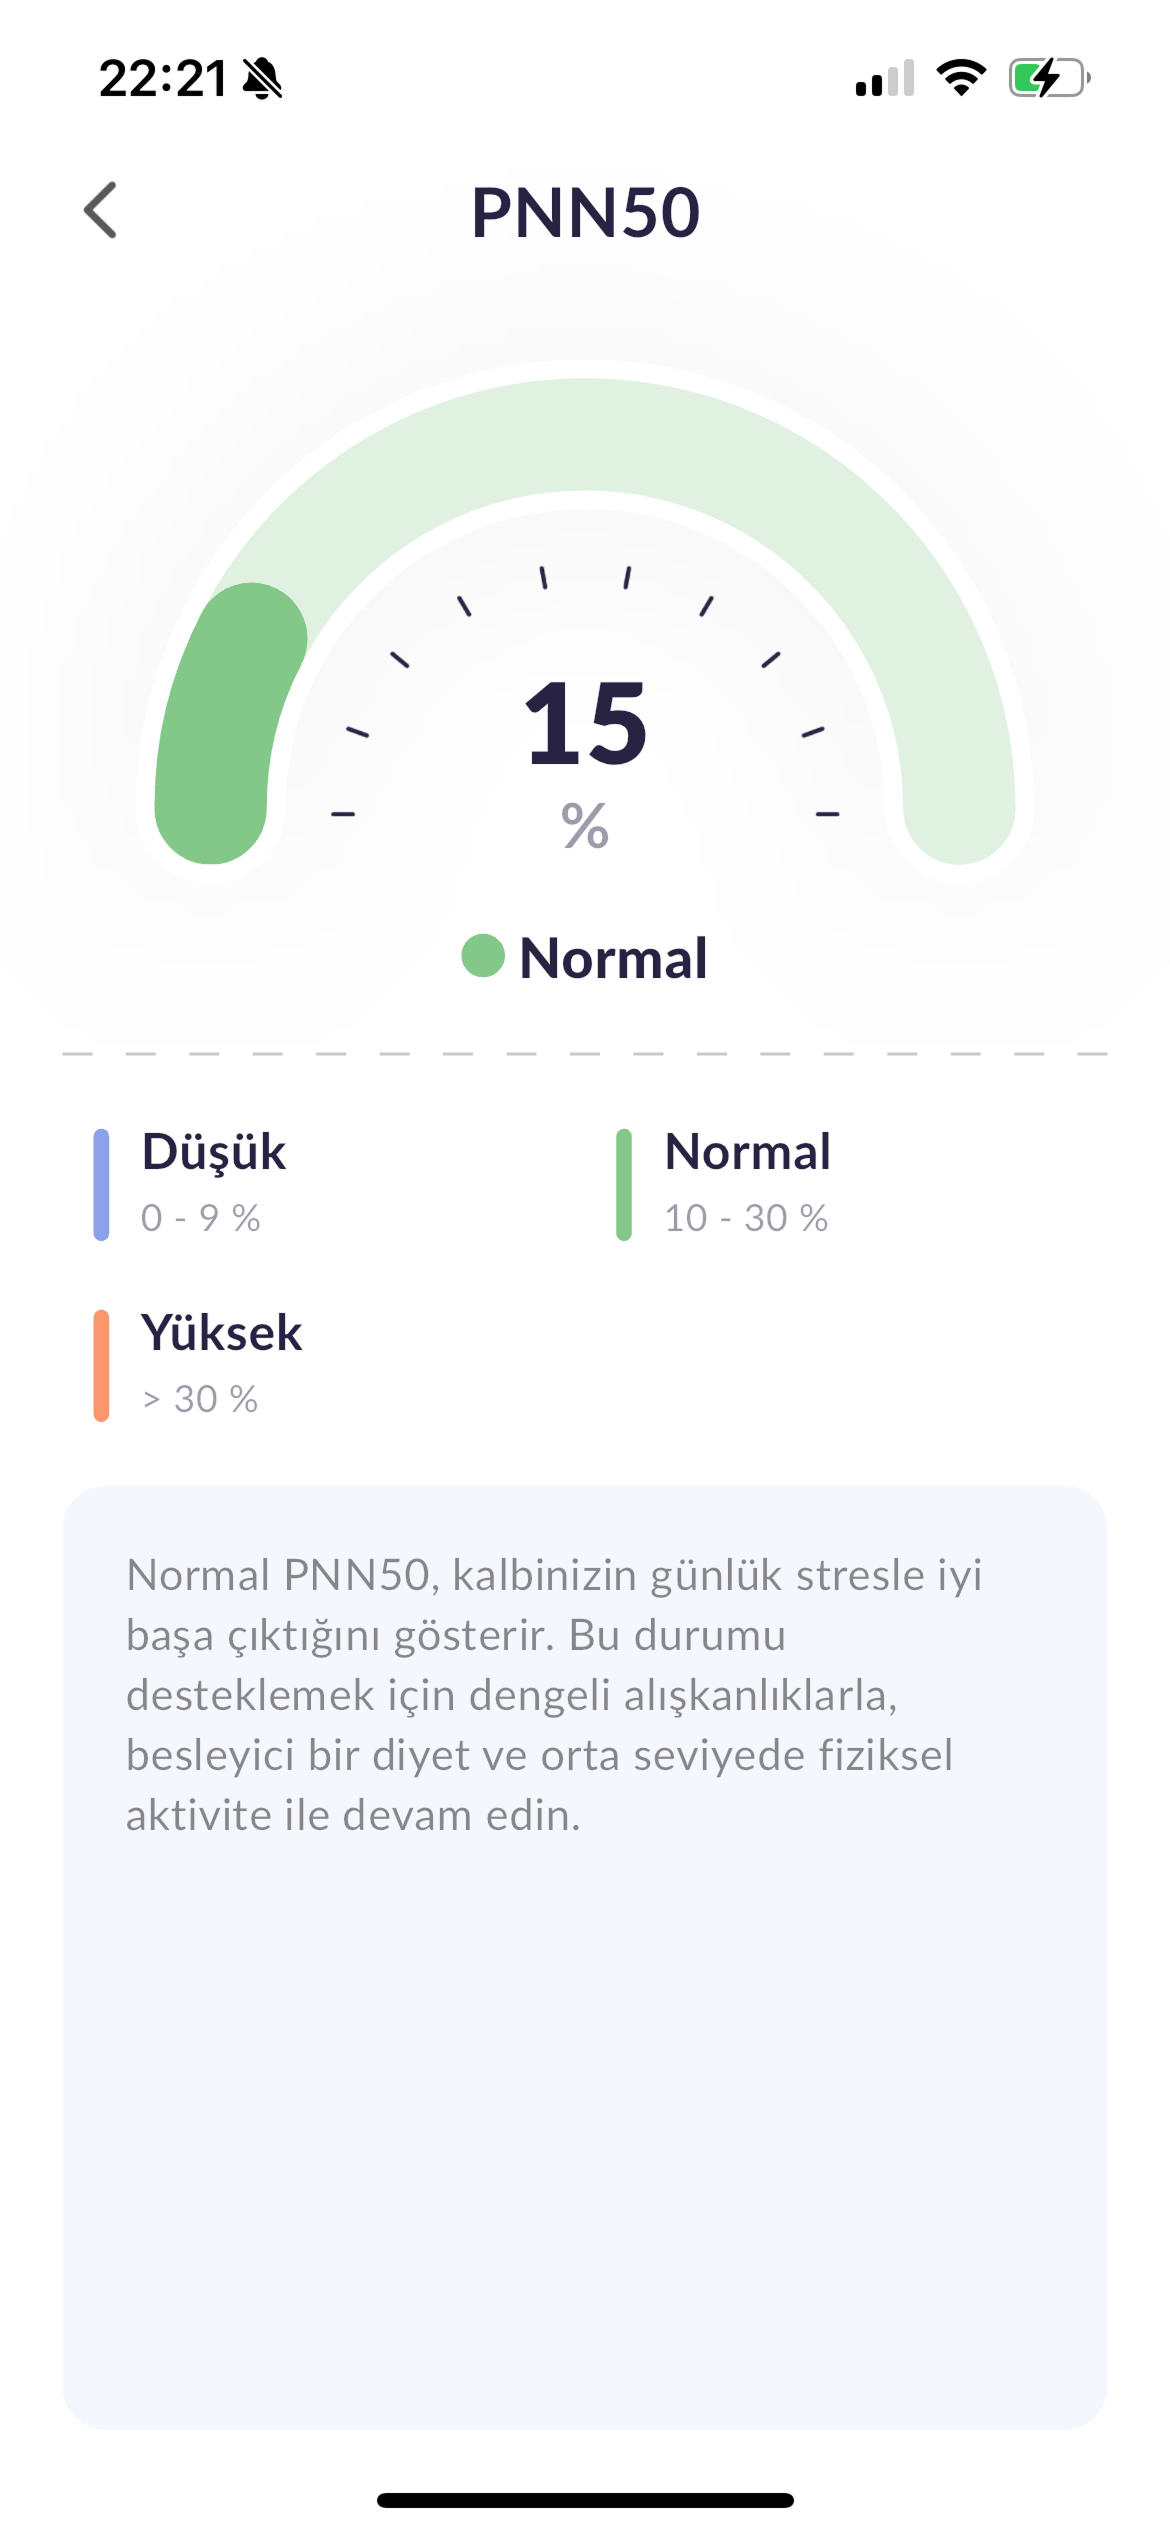 22:21
PNN50
15
%
Normal
Düşük
0 - 9 %
Normal
10 - 30 %
Yüksek
> 30 %
Normal PNN50, kalbinizin günlük stresle iyi
başa çıktığını gösterir. Bu durumu
desteklemek için dengeli alışkanlıklarla,
besleyici bir diyet ve orta seviyede fiziksel
aktivite ile devam edin.